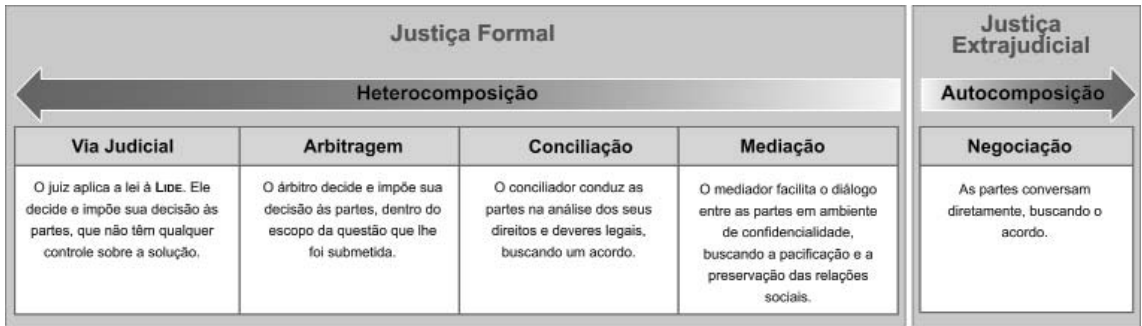 Justiça Formal
Justiça
Extrajudicial
Heterocomposição
Autocomposição
Via Judicial
O juiz aplica a lei à LIDE. Ele
decide e impõe sua decisão às
partes, que não têm qualquer
controle sobre a solução.
Arbitragem
O árbitro decide e impõe sua
decisão às partes, dentro do
escopo da questão que lhe
foi submetida.
Conciliação
O conciliador conduz as
partes na análise dos seus
direitos e deveres legais,
buscando um acordo.
Mediação
O mediador facilita o diálogo
entre as partes em ambiente
de confidencialidade,
buscando a pacificação e a
preservação das relações
sociais.
Negociação
As partes conversam
diretamente, buscando o
acordo.